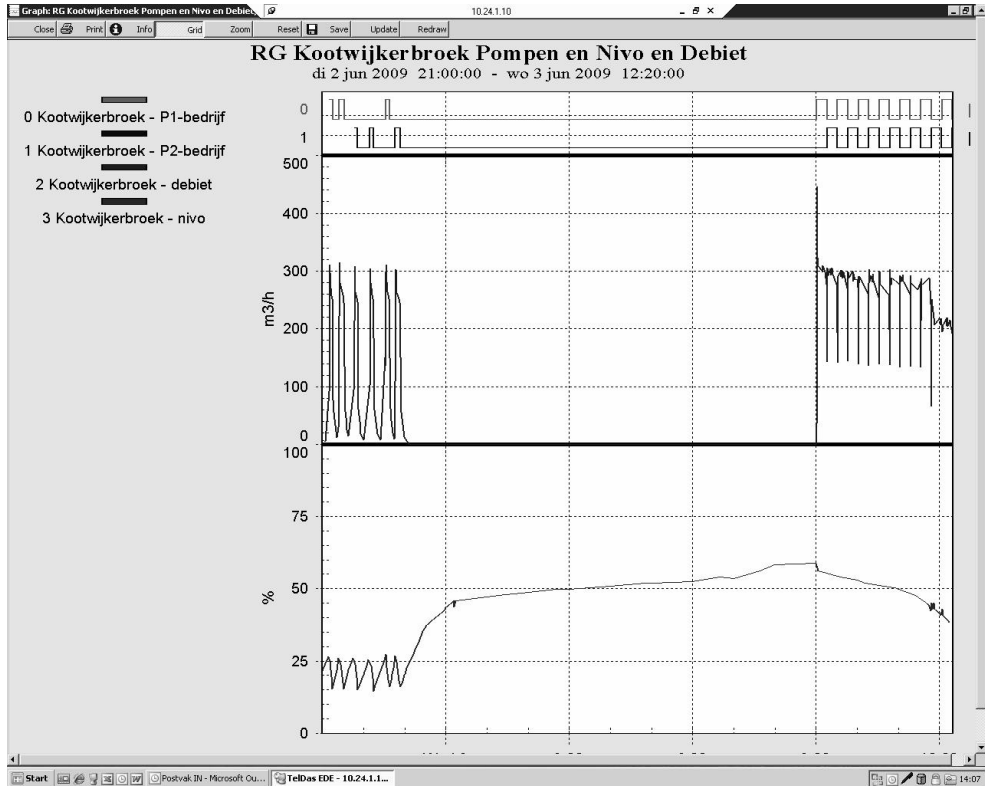 Graph: RG Kootwijkerbroek Pompen en Nivo en Debiet
10.24.1.10
Close Print Info Grid Zoom Reset Save Update Redraw
RG Kootwijkerbroek Pompen en Nivo en Debiet
di 2 jun 2009 21:00:00 - wo 3 jun 2009 12:20:00
0 Kootwijkerbroek - P1-bedrijf
1 Kootwijkerbroek - P2-bedrijf
2 Kootwijkerbroek - debiet
3 Kootwijkerbroek - nivo
0
1
500
400
300
m3/h
200
100
0
100
75
50
%
25
0
Start Postvak IN - Microsoft Ou... TelDas EDE - 10.24.1.1... 14:07